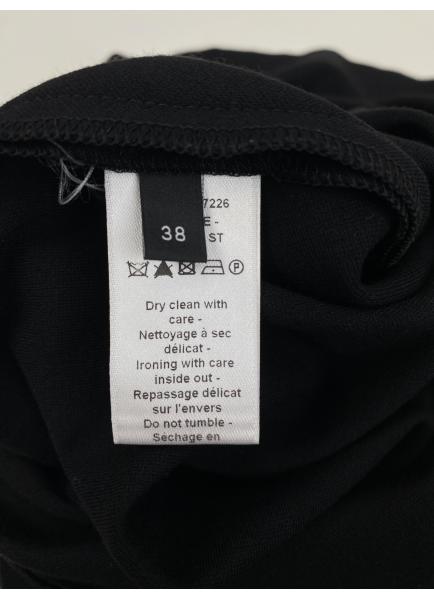 7226
E -
38
ST
P
Dry clean with
care -
Nettoyage à sec
délicat -
Ironing with care
inside out -
Repassage délicat
sur l'envers
Do not tumble -
Séchage en